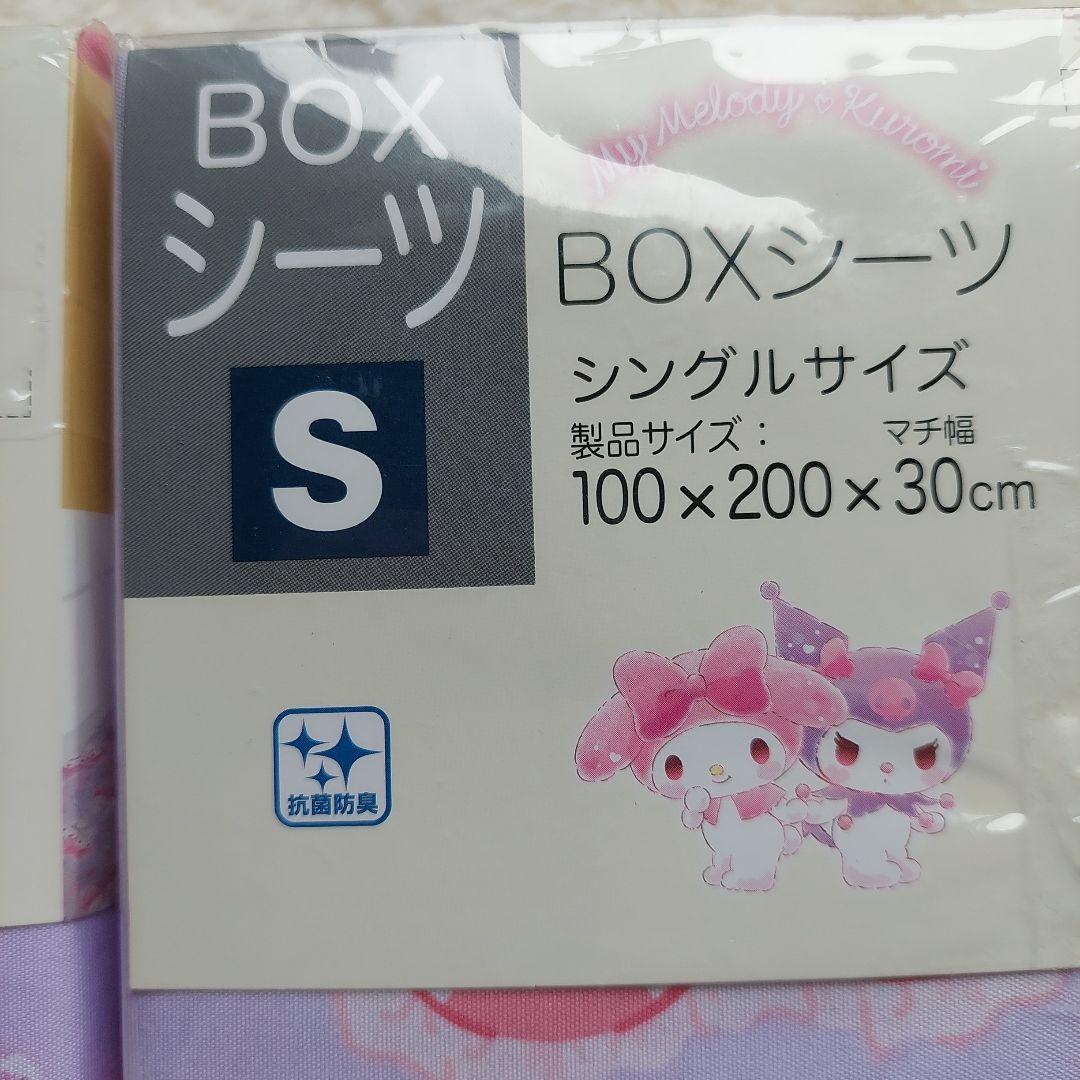 BOX
シーツ
S
抗菌防臭
My Melody ♡ Kuromi
BOXシーツ
シングルサイズ
製品サイズ： マチ幅
100×200×30cm